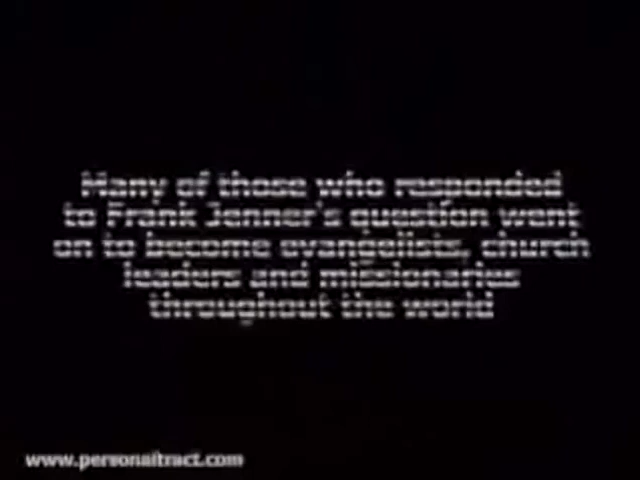 Many of those who responded
to Frank Jenner's question went
on to become evangelists, church
leaders and missionaries
throughout the world
www.personaltract.com